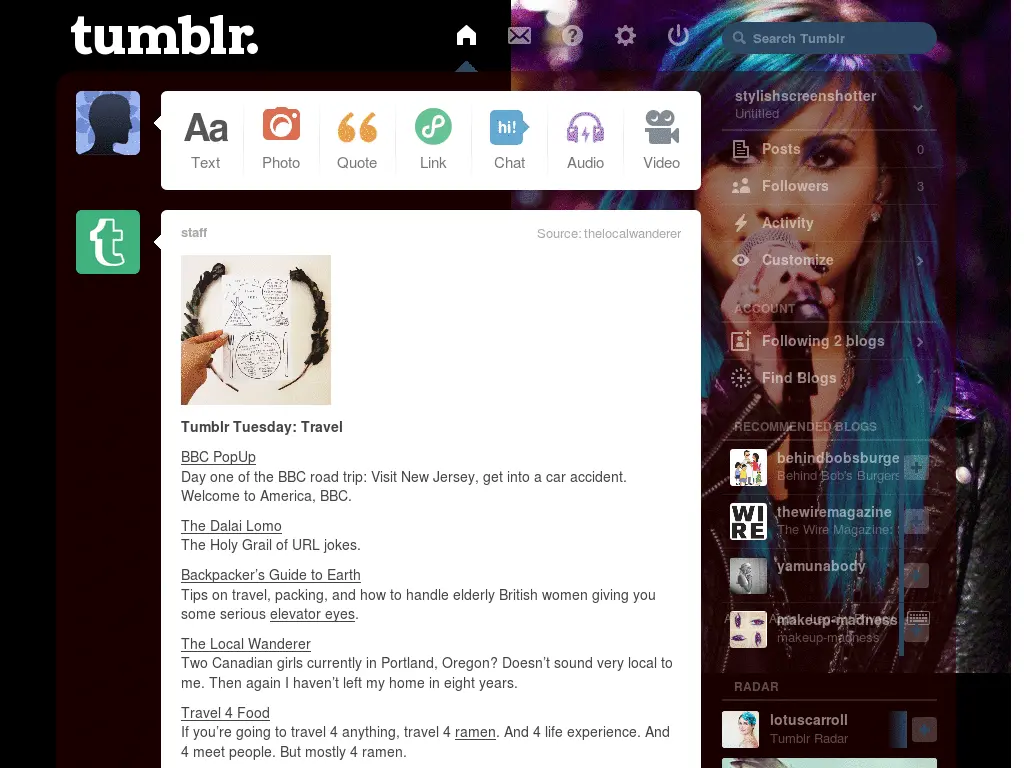 tumblr.
Search Tumblr
stylishscreenshotter
Untitled
Aa
hi!
Text
Photo
Quote
Link
Chat
Audio
Video
Posts 0
Followers 3
Activity
Customize
ACCOUNT
Following 2 blogs
Find Blogs
RECOMMENDED BLOGS
behindbobsburge
Behind Bob's Burgers
thewiremagazine
WIRE
The Wire Magazine:
yamunabody
makeup-madness
makeup-madness
RADAR
lotuscarroll
Tumblr Radar
staff
Source: thelocalwanderer
EAT
Tumblr Tuesday: Travel
BBC PopUp
Day one of the BBC road trip: Visit New Jersey, get into a car accident.
Welcome to America, BBC.
The Dalai Lomo
The Holy Grail of URL jokes.
Backpacker’s Guide to Earth
Tips on travel, packing, and how to handle elderly British women giving you
some serious elevator eyes.
The Local Wanderer
Two Canadian girls currently in Portland, Oregon? Doesn’t sound very local to
me. Then again I haven’t left my home in eight years.
Travel 4 Food
If you’re going to travel 4 anything, travel 4 ramen. And 4 life experience. And
4 meet people. But mostly 4 ramen.